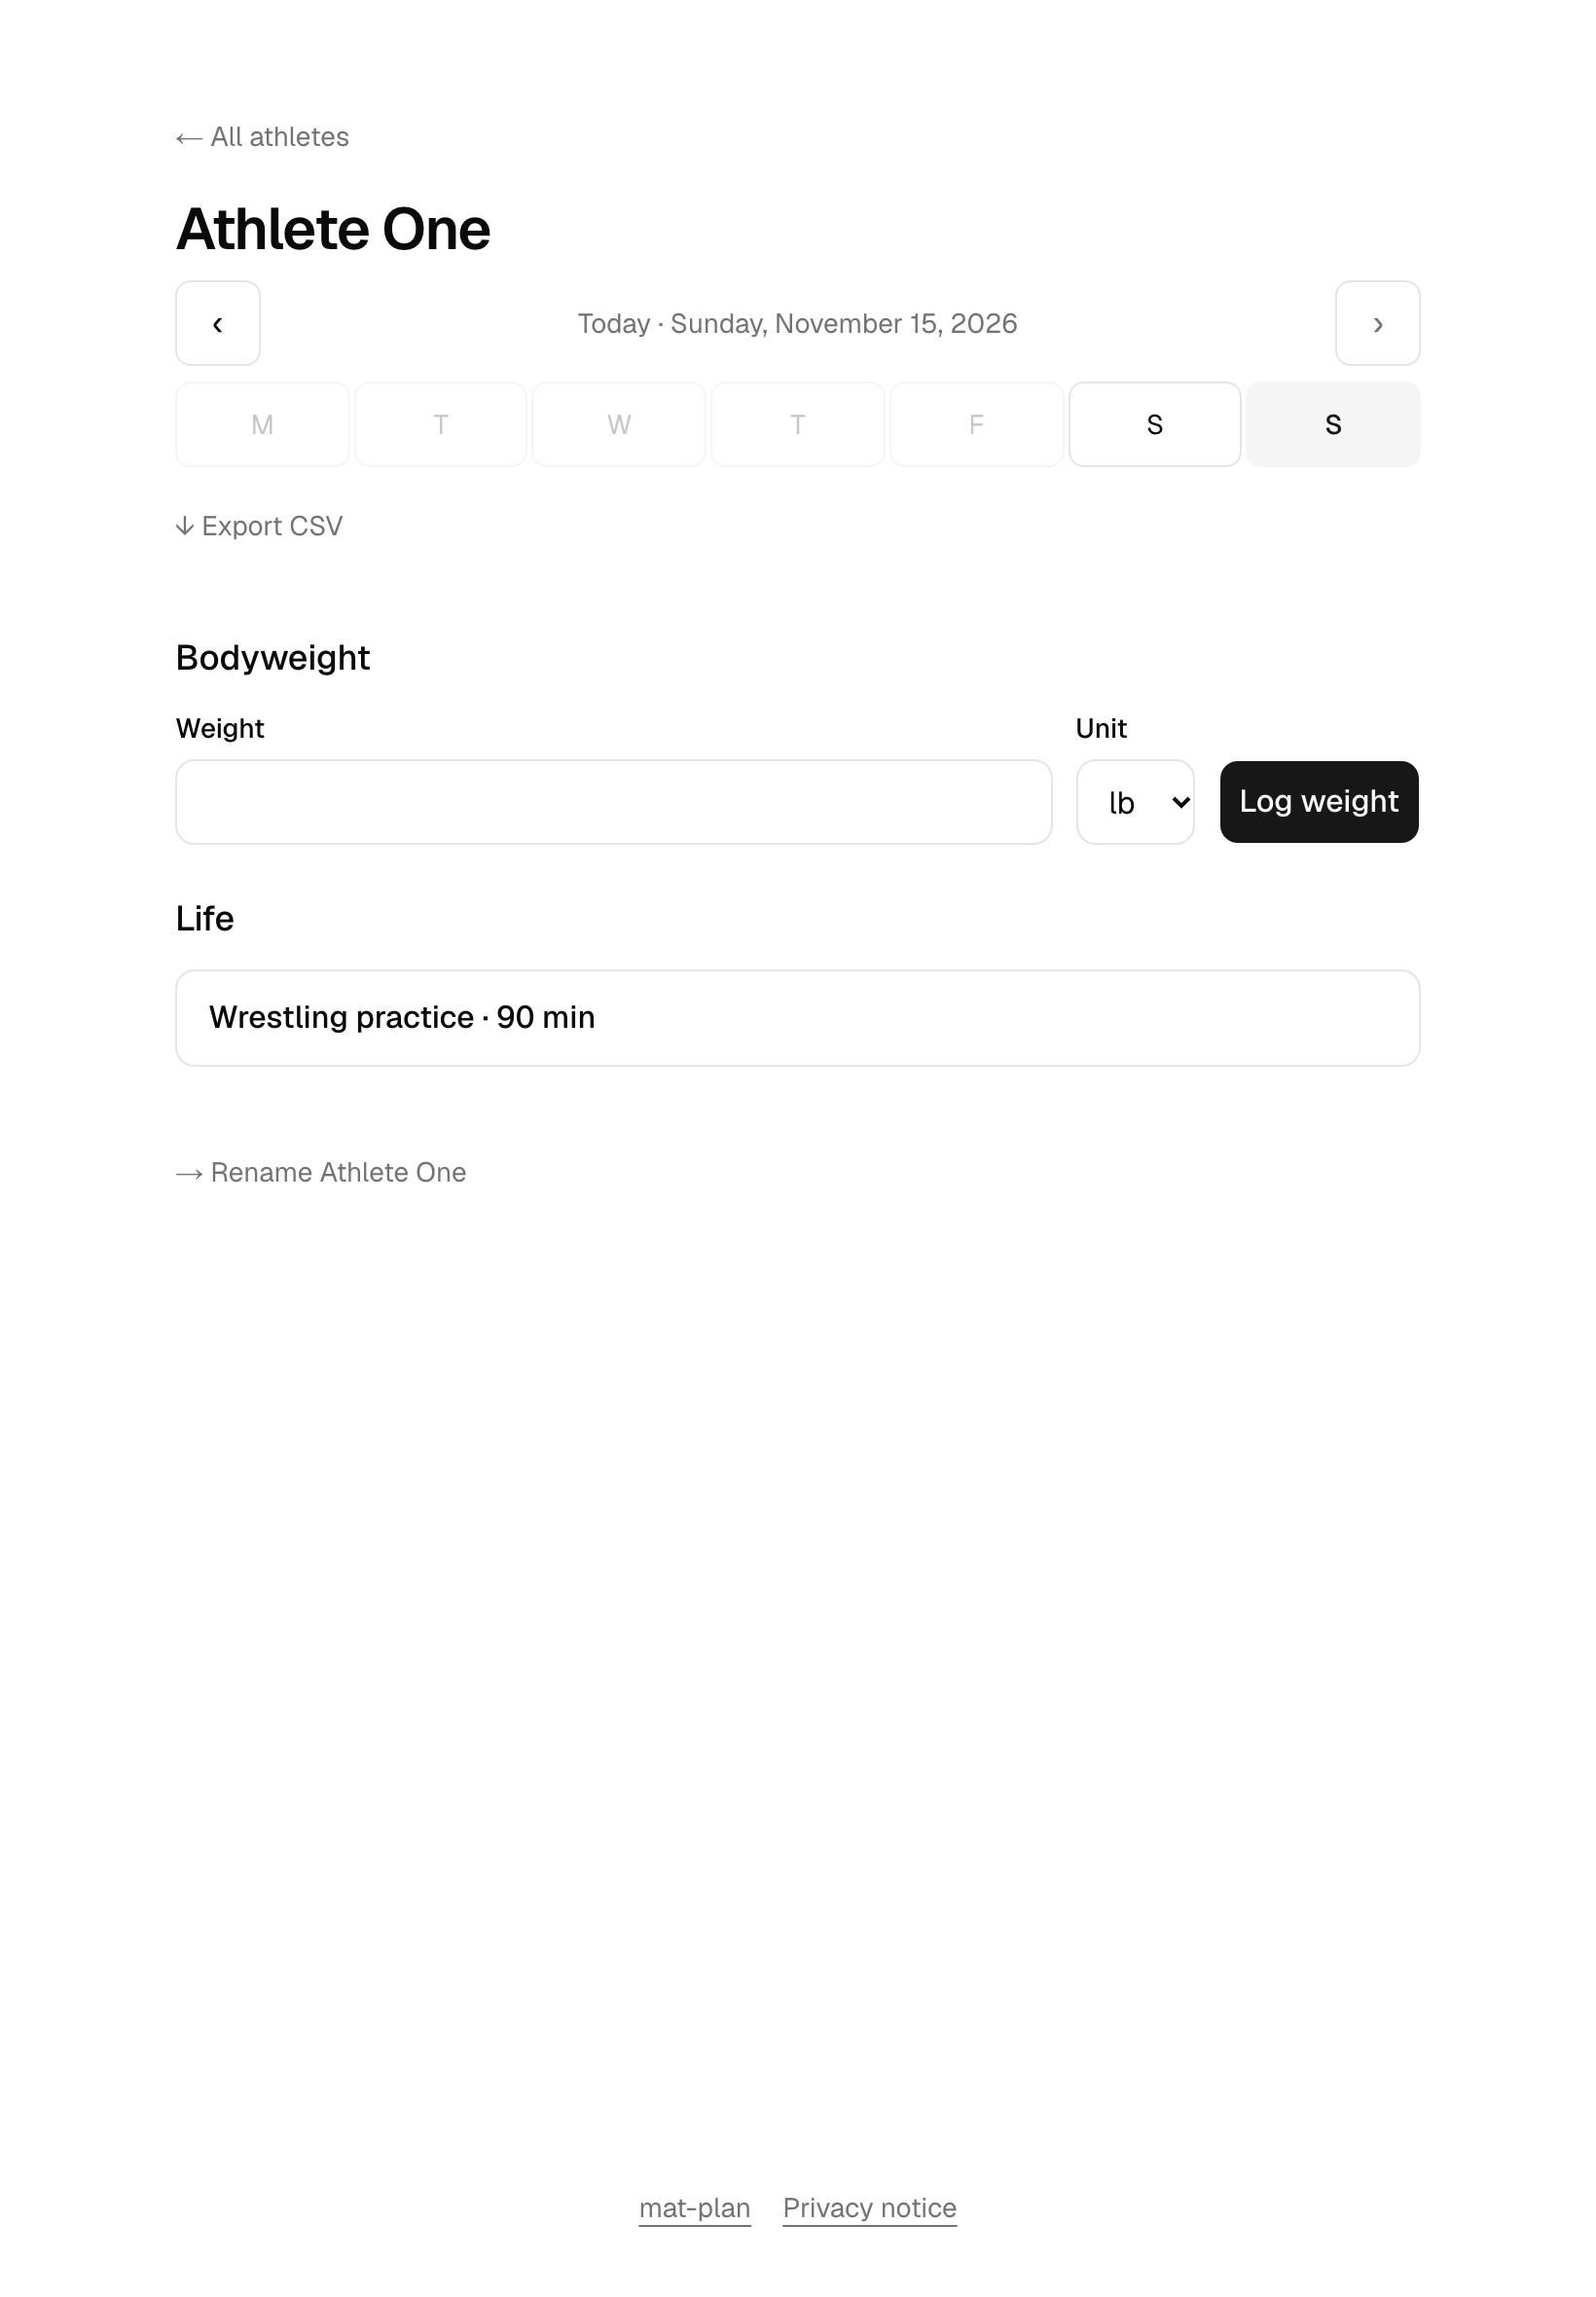 ← All athletes
Athlete One
‹ Today · Sunday, November 15, 2026 ›
M T W T F S S
↓ Export CSV
Bodyweight
Weight Unit
lb Log weight
Life
Wrestling practice · 90 min
→ Rename Athlete One
mat-plan Privacy notice